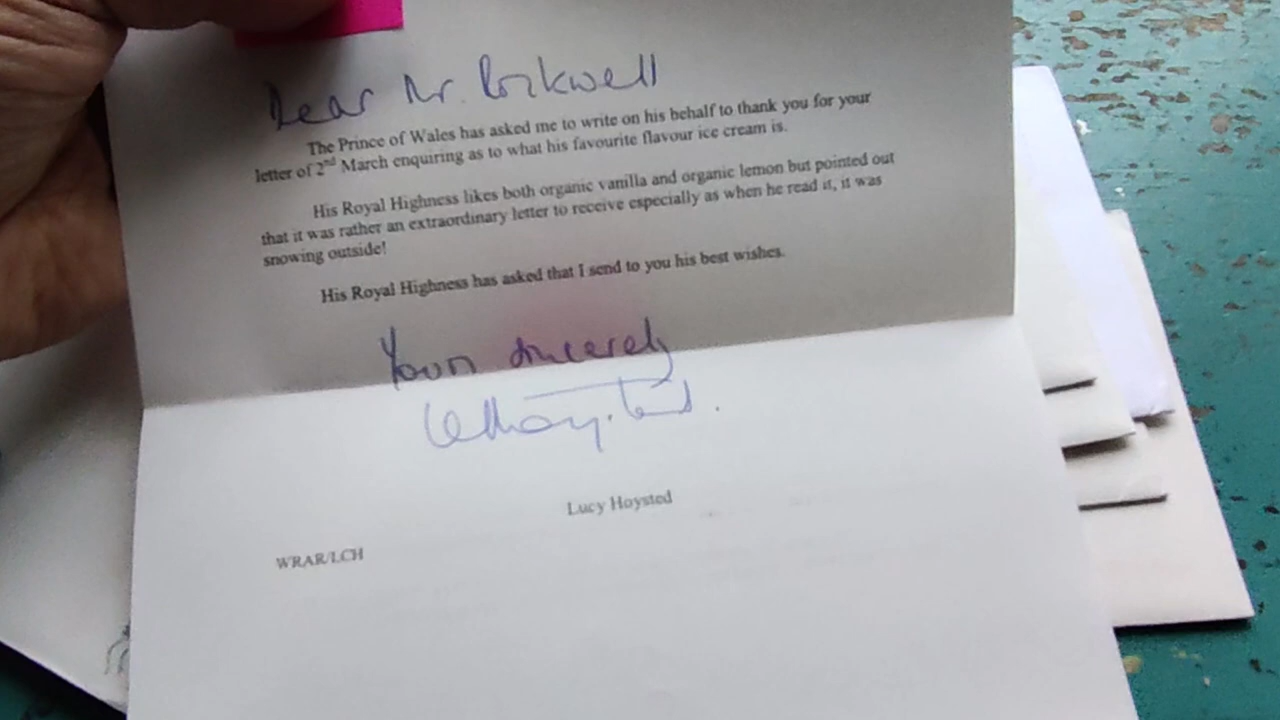 Dear Mr.
The Prince of Wales has asked me to write on his behalf to thank you for your
letter of 2nd March enquiring as to what his favourite flavour ice cream is.
His Royal Highness likes both organic vanilla and organic lemon but pointed out
that it was rather an extraordinary letter to receive especially as when he read it, it was
snowing outside!
His Royal Highness has asked that I send to you his best wishes.
Yours sincerely
Lucy Hoysted
WRAR/LCH